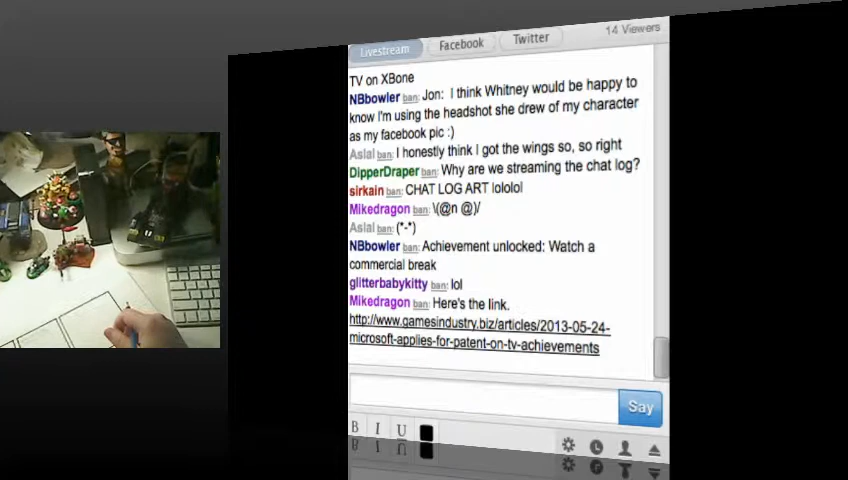 Livestream Facebook Twitter 14 Viewers
TV on XBone
NBbowler ban: Jon: I think Whitney would be happy to
know I'm using the headshot she drew of my character
as my facebook pic :)
Aslal ban: I honestly think I got the wings so, so right
DipperDraper ban: Why are we streaming the chat log?
sirkain ban: CHAT LOG ART lololol
Mikedragon ban: \(@n @)/
Aslal ban: (*-*)
NBbowler ban: Achievement unlocked: Watch a
commercial break
glitterbabykitty ban: lol
Mikedragon ban: Here's the link.
http://www.gamesindustry.biz/articles/2013-05-24-
microsoft-applies-for-patent-on-tv-achievements
Say
B I U